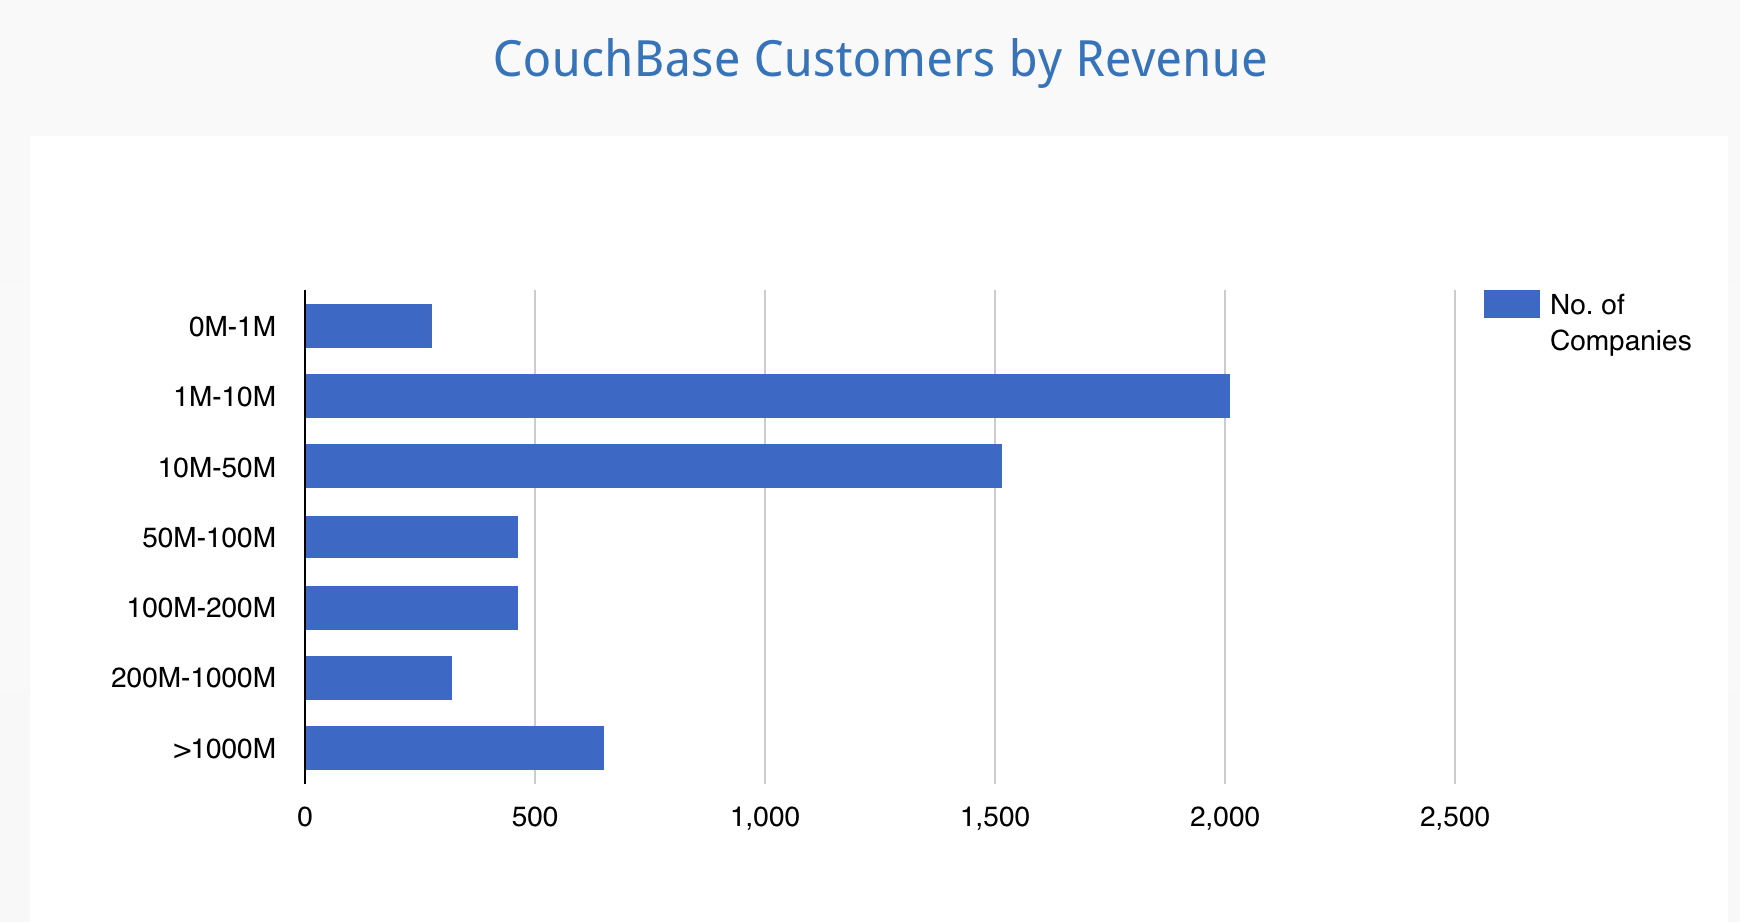 CouchBase Customers by Revenue
No. of
Companies
0M-1M
1M-10M
10M-50M
50M-100M
100M-200M
200M-1000M
>1000M
0 500 1,000 1,500 2,000 2,500